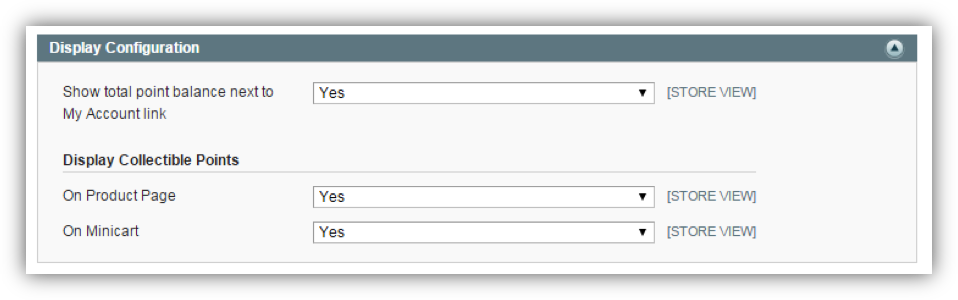 Display Configuration
Show total point balance next to Yes [STORE VIEW]
My Account link
Display Collectible Points
On Product Page Yes [STORE VIEW]
On Minicart Yes [STORE VIEW]